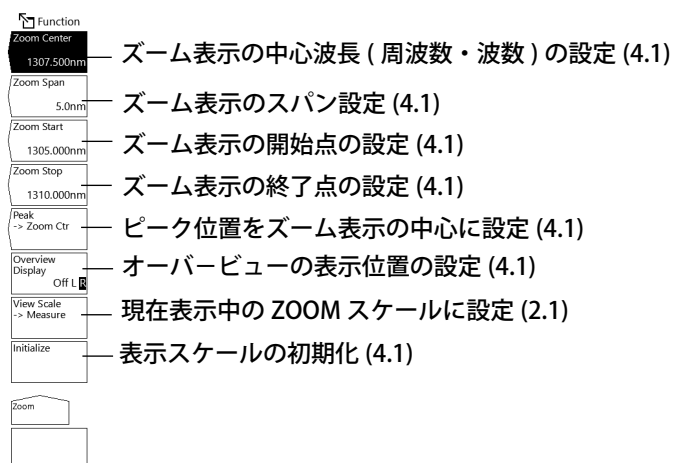 Function
Zoom Center
1307.500nm
ズーム表示の中心波長 ( 周波数・波数 ) の設定 (4.1)
Zoom Span
5.0nm
ズーム表示のスパン設定 (4.1)
Zoom Start
1305.000nm
ズーム表示の開始点の設定 (4.1)
Zoom Stop
1310.000nm
ズーム表示の終了点の設定 (4.1)
Peak
-> Zoom Ctr
ピーク位置をズーム表示の中心に設定 (4.1)
Overview
Display
Off L R
オーバービューの表示位置の設定 (4.1)
View Scale
-> Measure
現在表示中の ZOOM スケールに設定 (2.1)
Initialize
表示スケールの初期化 (4.1)
Zoom